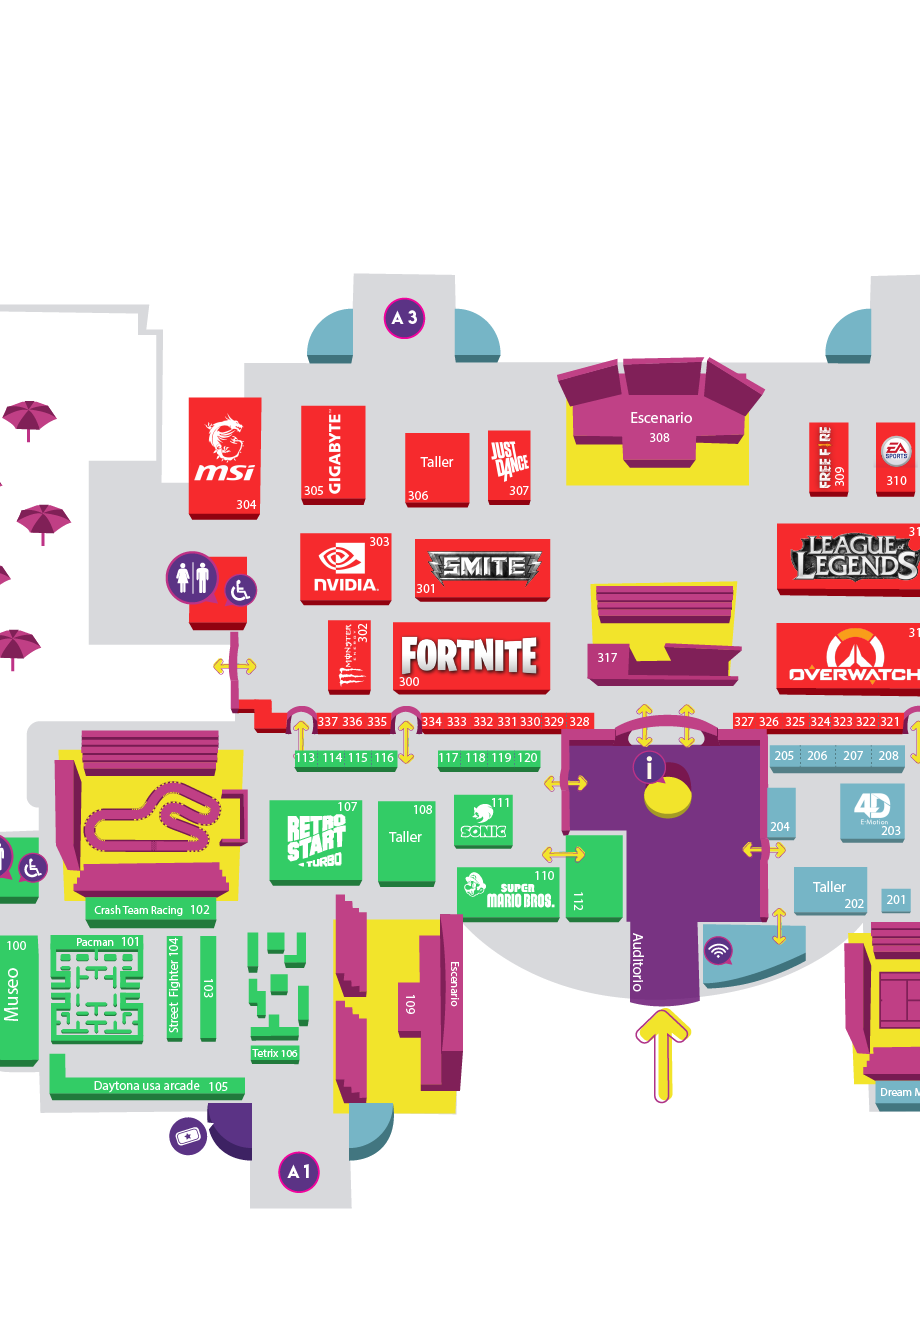 A 3
msi
304
GIGABYTE™
305
Taller
306
JUST
DANCE
307
Escenario
308
FREE FIRE
309
EA
SPORTS
310
303
NVIDIA.
SMITE
301
31
LEAGUE of
LEGENDS
MONSTER
ENERGY
302
FORTNITE
300
317
31
OVERWATCH
337 336 335
334 333 332 331 330 329 328
327 326 325 324 323 322 321
113 114 115 116
117 118 119 120
205 206 207 208
i
107
RETRO
START
TURBO
108
Taller
111
SONIC
204
4D
E-Motion
203
110
SUPER
MARIO BROS.
112
Taller
202
201
Crash Team Racing 102
100
Museo
Pacman 101
Street Fighter 104
103
Tetrix 106
Escenario
109
Auditorio
Daytona usa arcade 105
Dream M
A 1